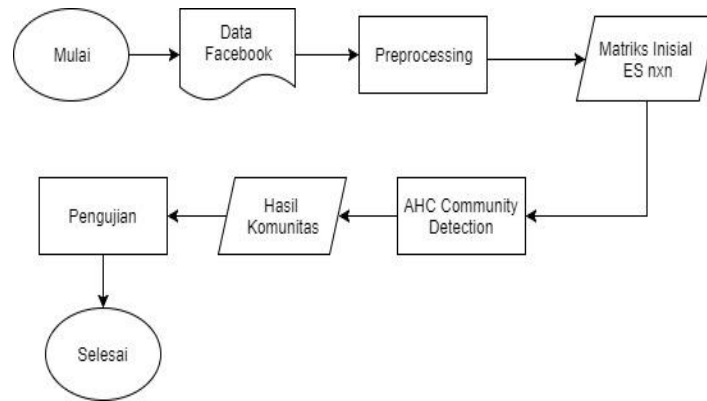 Mulai
Data
Facebook
Preprocessing
Matriks Inisial
ES nxn
AHC Community
Detection
Hasil
Komunitas
Pengujian
Selesai